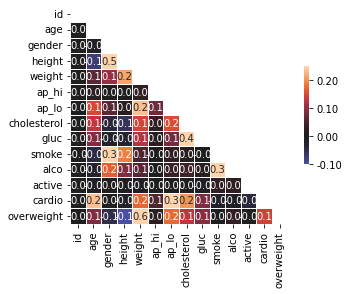 id
age 0.0
gender 0.0 0.0
height 0.0 -0.1 0.5
weight 0.0 0.1 0.1 0.2
ap_hi 0.0 0.0 0.0 0.0 0.0
ap_lo 0.0 0.1 0.1 0.0 0.2 0.1
cholesterol 0.0 0.1 -0.0 -0.1 0.1 0.0 0.2
gluc 0.0 0.1 -0.0 -0.0 0.1 0.0 0.1 0.4
smoke -0.0 -0.0 0.3 0.2 0.1 -0.0 0.0 0.0 -0.0
alco 0.0 -0.0 0.2 0.1 0.1 0.0 0.0 0.0 0.0 0.3
active 0.0 -0.0 0.0 -0.0 -0.0 -0.0 -0.0 0.0 -0.0 0.0 0.0
cardio 0.0 0.2 0.0 -0.0 0.2 0.1 0.3 0.2 0.1 -0.0 -0.0 -0.0
overweight 0.0 0.1 -0.1 -0.1 0.6 0.0 0.2 0.1 0.1 -0.0 0.0 0.0 0.1
id age gender height weight ap_hi ap_lo cholesterol gluc smoke alco active cardio overweight
0.20
0.10
0.00
-0.10